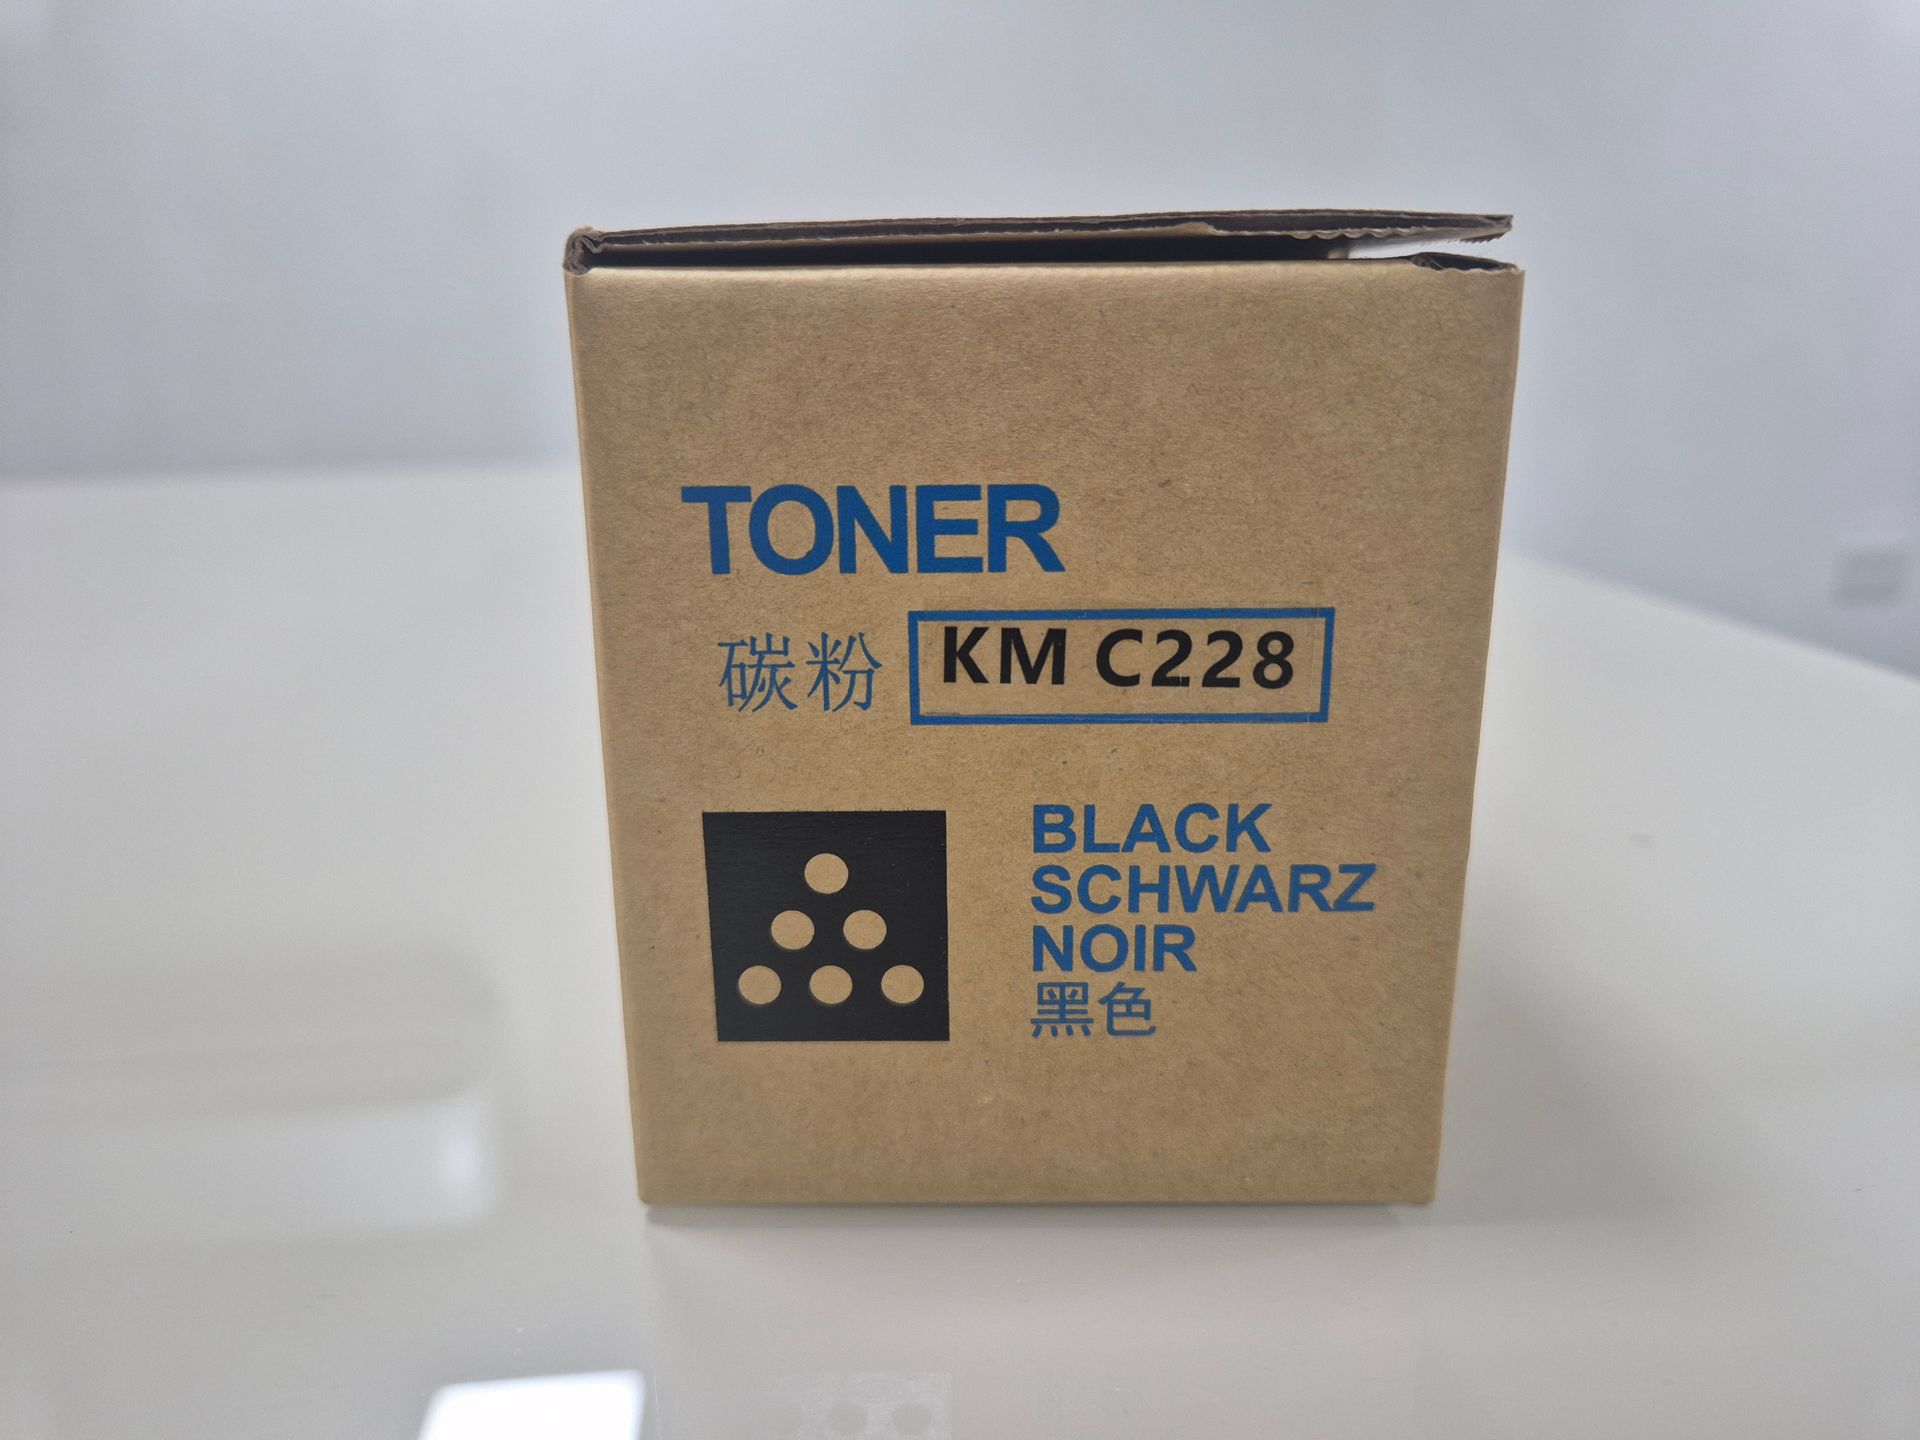 TONER
碳粉 KM C228
BLACK
SCHWARZ
NOIR
黑色